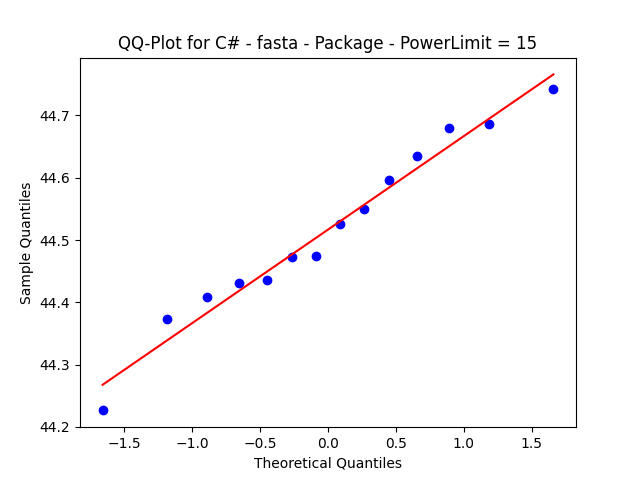 QQ-Plot for C# - fasta - Package - PowerLimit = 15
44.7
44.6
44.5
44.4
44.3
44.2
Sample Quantiles
−1.5 −1.0 −0.5 0.0 0.5 1.0 1.5
Theoretical Quantiles